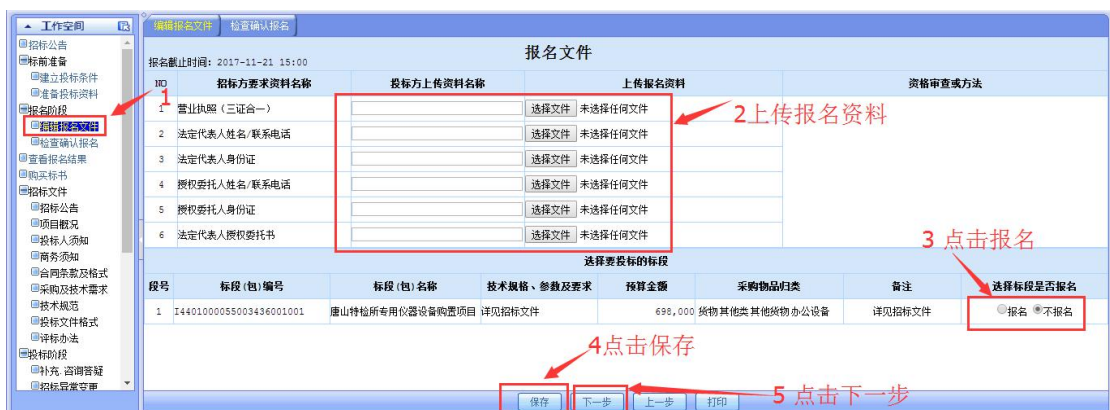 工作空间
招标公告
标前准备
建立投标条件
准备投标资料
报名阶段
编辑报名文件
检查确认报名
查看报名结果
购买标书
招标文件
招标公告
项目概况
投标人须知
商务须知
合同条款及格式
采购及技术需求
技术规范
投标文件格式
评标办法
投标阶段
补充.咨询答疑
招标异常变更
编辑报名文件 检查确认报名
报名文件
报名截止时间: 2017-11-21 15:00
NO 招标方要求资料名称 投标方上传资料名称 上传报名资料 资格审查或方法
1 营业执照（三证合一） 选择文件 未选择任何文件
2 法定代表人姓名/联系电话 选择文件 未选择任何文件
3 法定代表人身份证 选择文件 未选择任何文件
4 授权委托人姓名/联系电话 选择文件 未选择任何文件
5 授权委托人身份证 选择文件 未选择任何文件
6 法定代表人授权委托书 选择文件 未选择任何文件
1
2上传报名资料
3 点击报名
选择要投标的标段
段号 标段(包)编号 标段(包)名称 技术规格、参数及要求 预算金额 采购物品归类 备注 选择标段是否报名
1 I4401000055003436001001 唐山特检所专用仪器设备购置项目 详见招标文件 698,000 货物其他类其他货物办公设备 详见招标文件 报名 不报名
4点击保存
5 点击下一步
保存 下一步 上一步 打印